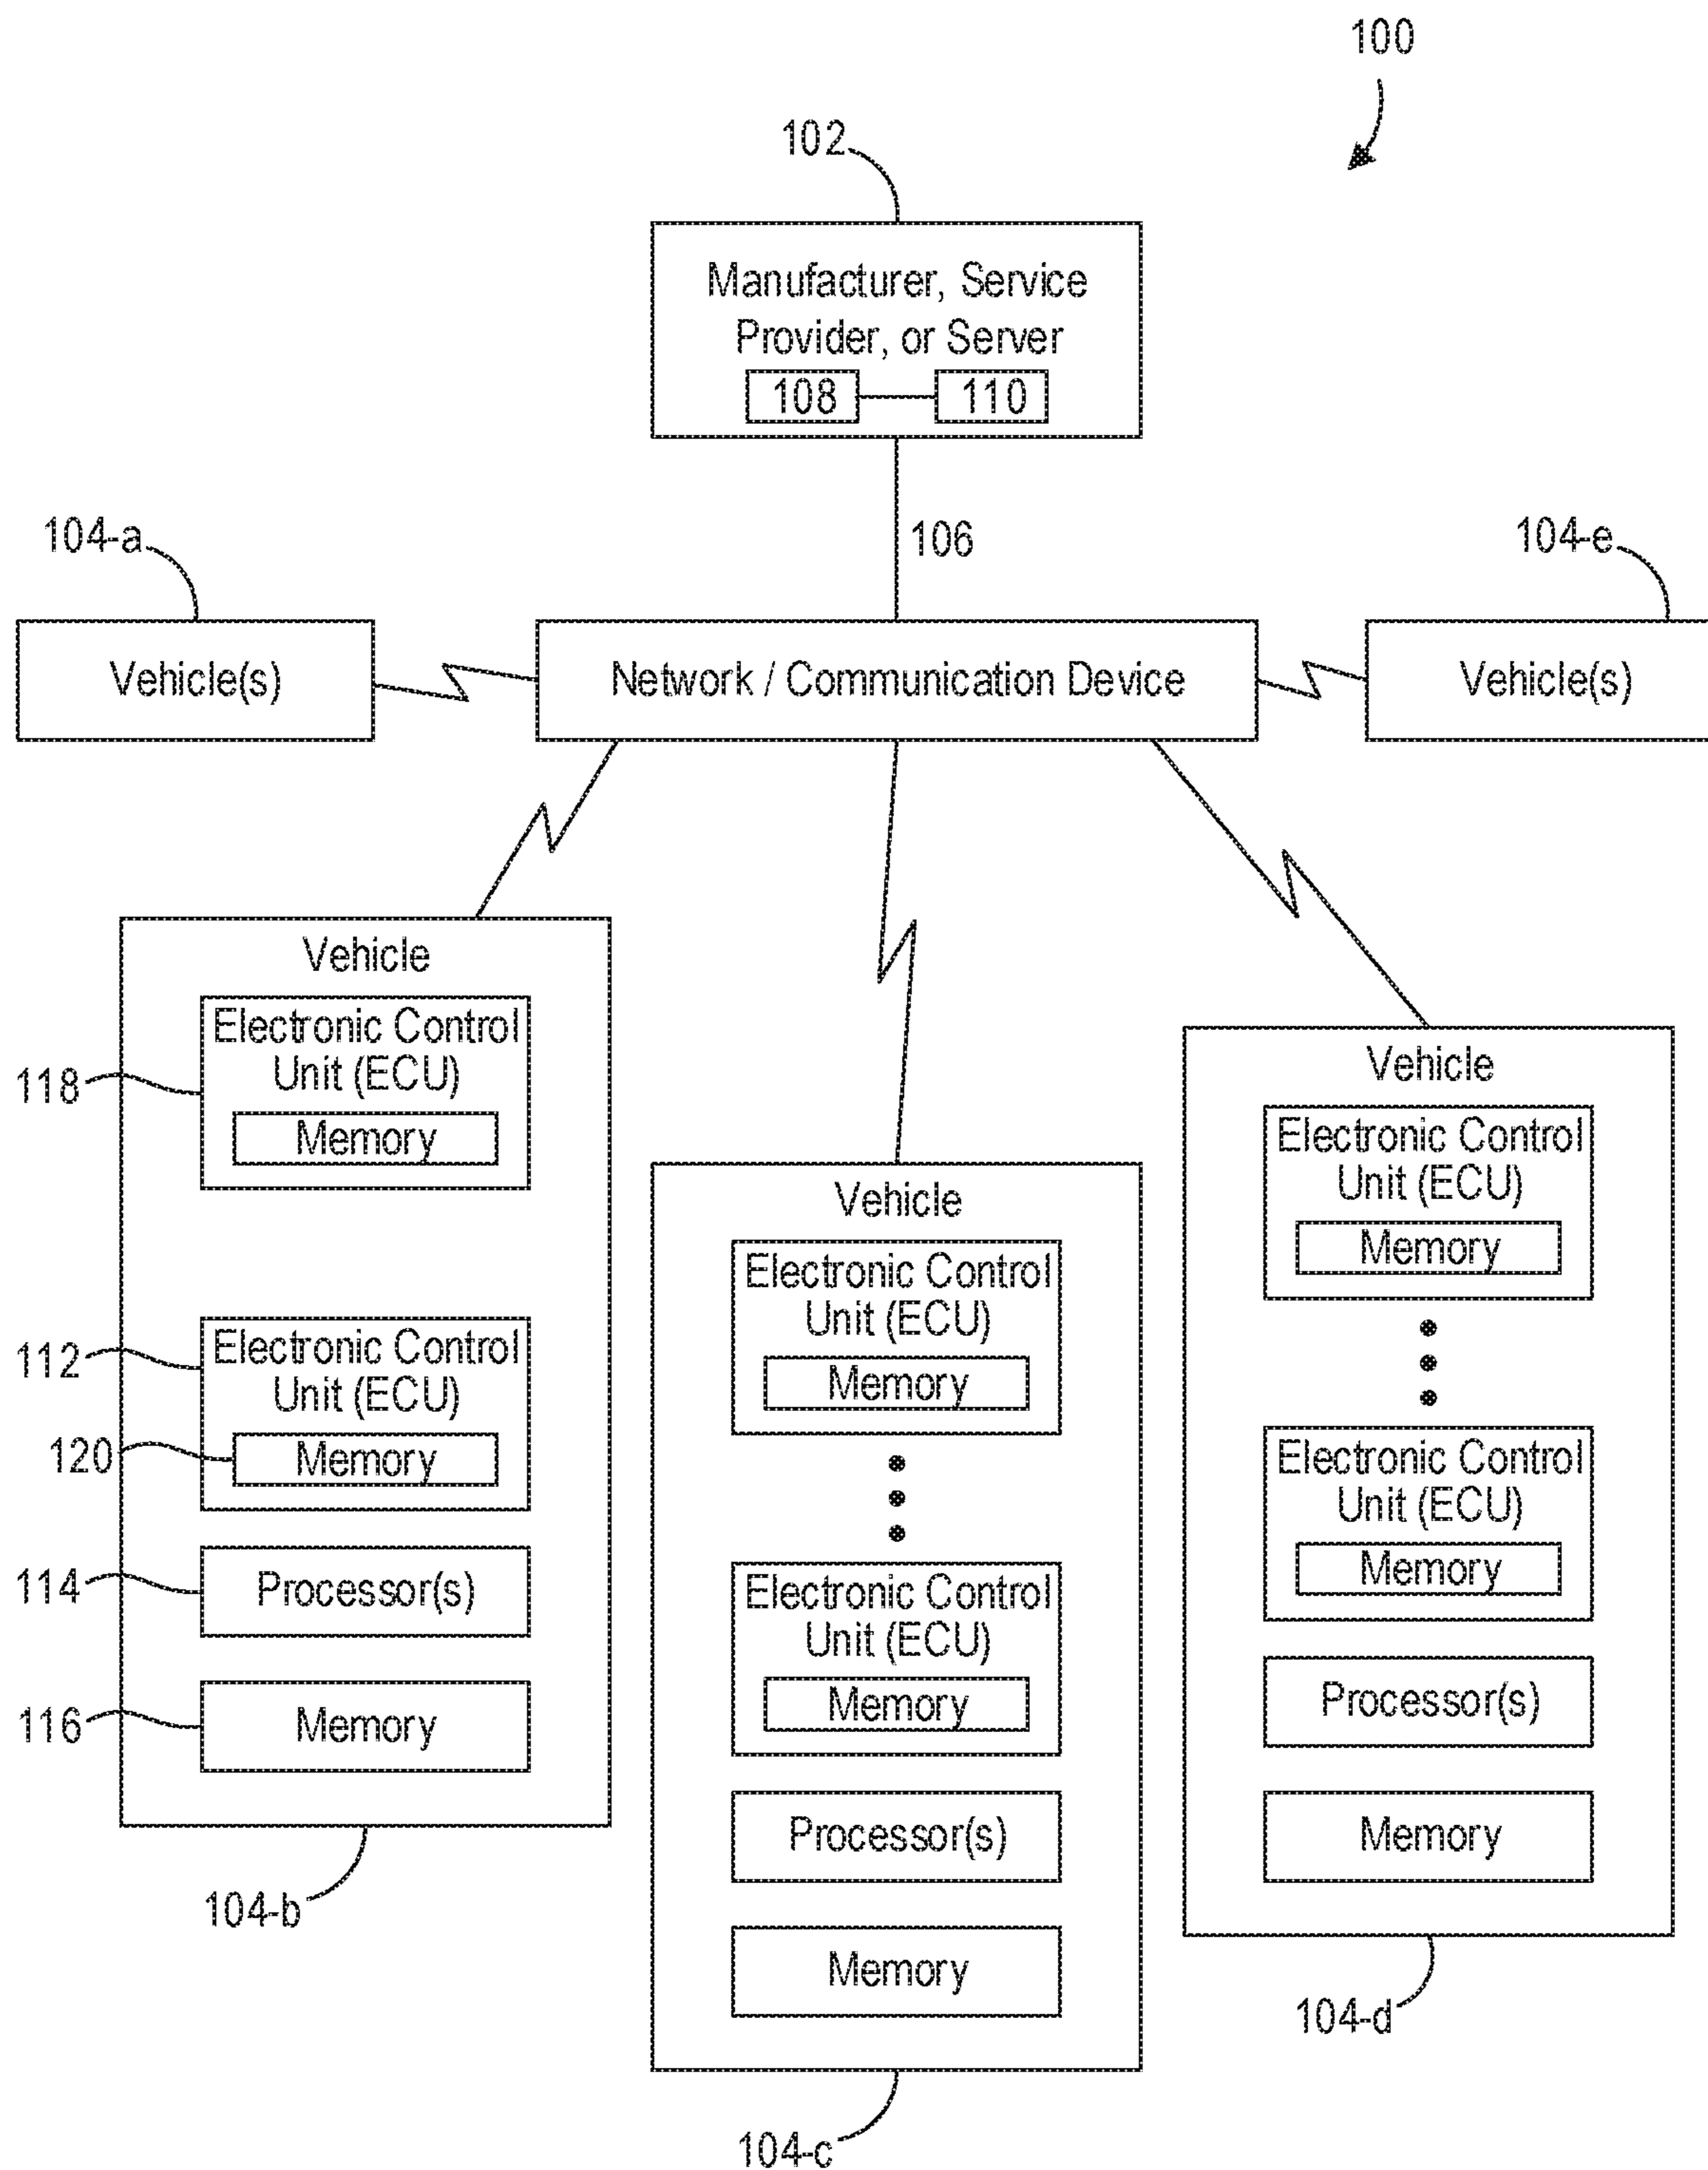 100
102
Manufacturer, Service
Provider, or Server
108
110
106
104-a
104-e
Vehicle(s)
Network / Communication Device
Vehicle(s)
Vehicle
Electronic Control
Unit (ECU)
Memory
118
Electronic Control
Unit (ECU)
Memory
112
120
Processor(s)
114
Memory
116
104-b
Vehicle
Electronic Control
Unit (ECU)
Memory
Electronic Control
Unit (ECU)
Memory
Processor(s)
Memory
104-c
Vehicle
Electronic Control
Unit (ECU)
Memory
Electronic Control
Unit (ECU)
Memory
Processor(s)
Memory
104-d